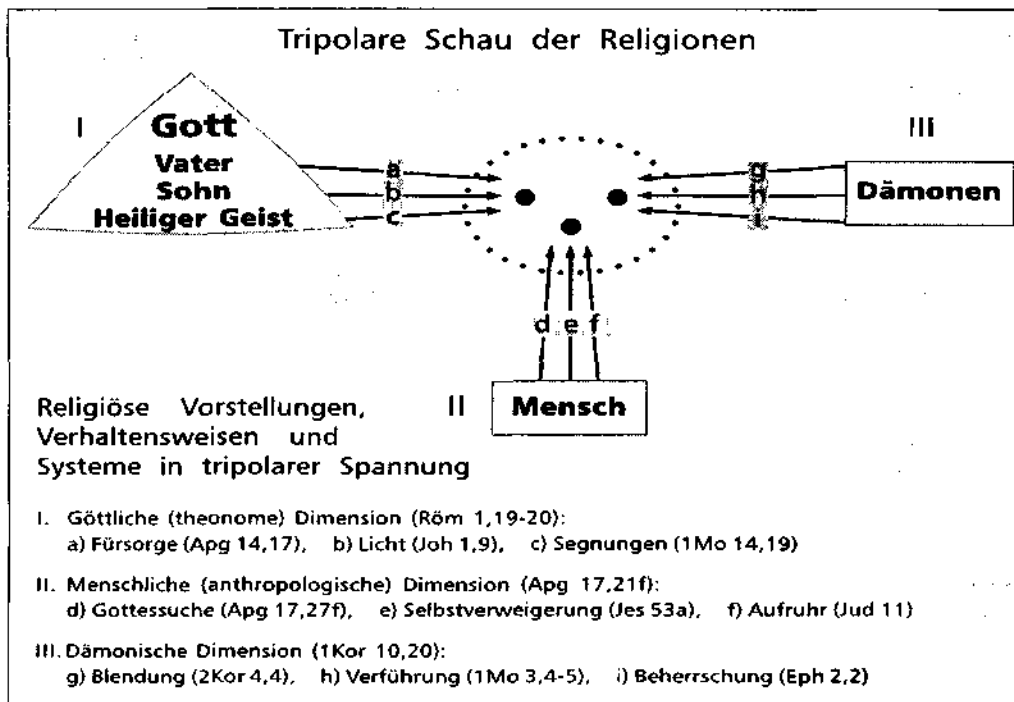 Tripolare Schau der Religionen
I
Gott
Vater
Sohn
Heiliger Geist
a
b
c
III
g
h
i
Dämonen
d e f
II
Mensch
Religiöse Vorstellungen,
Verhaltensweisen und
Systeme in tripolarer Spannung
I. Göttliche (theonome) Dimension (Röm 1,19-20):
a) Fürsorge (Apg 14,17), b) Licht (Joh 1,9), c) Segnungen (1Mo 14,19)
II. Menschliche (anthropologische) Dimension (Apg 17,21f):
d) Gottessuche (Apg 17,27f), e) Selbstverweigerung (Jes 53a), f) Aufruhr (Jud 11)
III. Dämonische Dimension (1Kor 10,20):
g) Blendung (2Kor 4,4), h) Verführung (1Mo 3,4-5), i) Beherrschung (Eph 2,2)